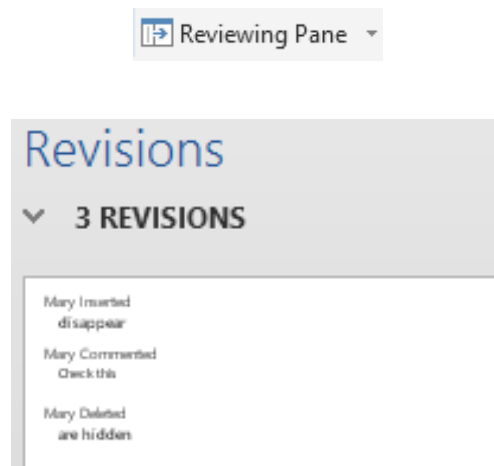 Reviewing Pane
Revisions
3 REVISIONS
Mary Inserted
disappear
Mary Commented
Check this
Mary Deleted
are hidden